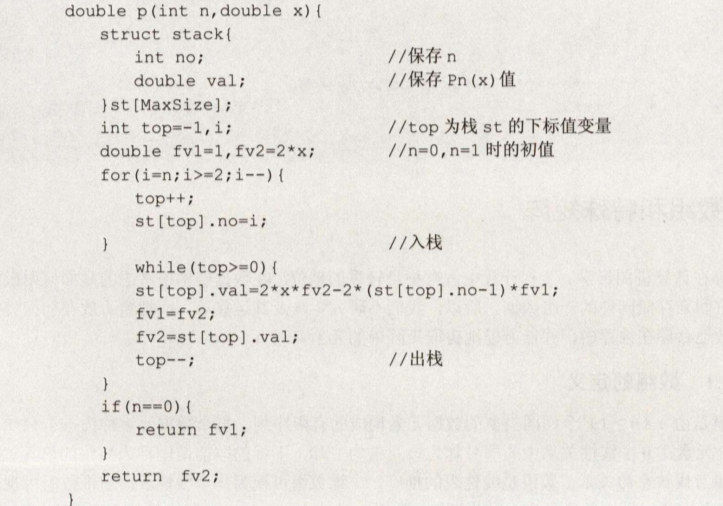 double p(int n,double x){
struct stack{
int no; //保存 n
double val; //保存 Pn(x)值
}st[MaxSize];
int top=-1,i; //top 为栈 st 的下标值变量
double fv1=1,fv2=2*x; //n=0,n=1 时的初值
for(i=n;i>=2;i--){
top++;
st[top].no=i;
} //入栈
while(top>=0){
st[top].val=2*x*fv2-2*(st[top].no-1)*fv1;
fv1=fv2;
fv2=st[top].val;
top--; //出栈
}
if(n==0){
return fv1;
}
return fv2;
}